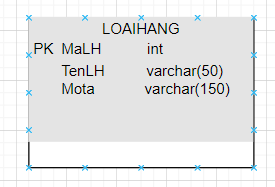 LOAIHANG
PK MaLH int
TenLH varchar(50)
Mota varchar(150)